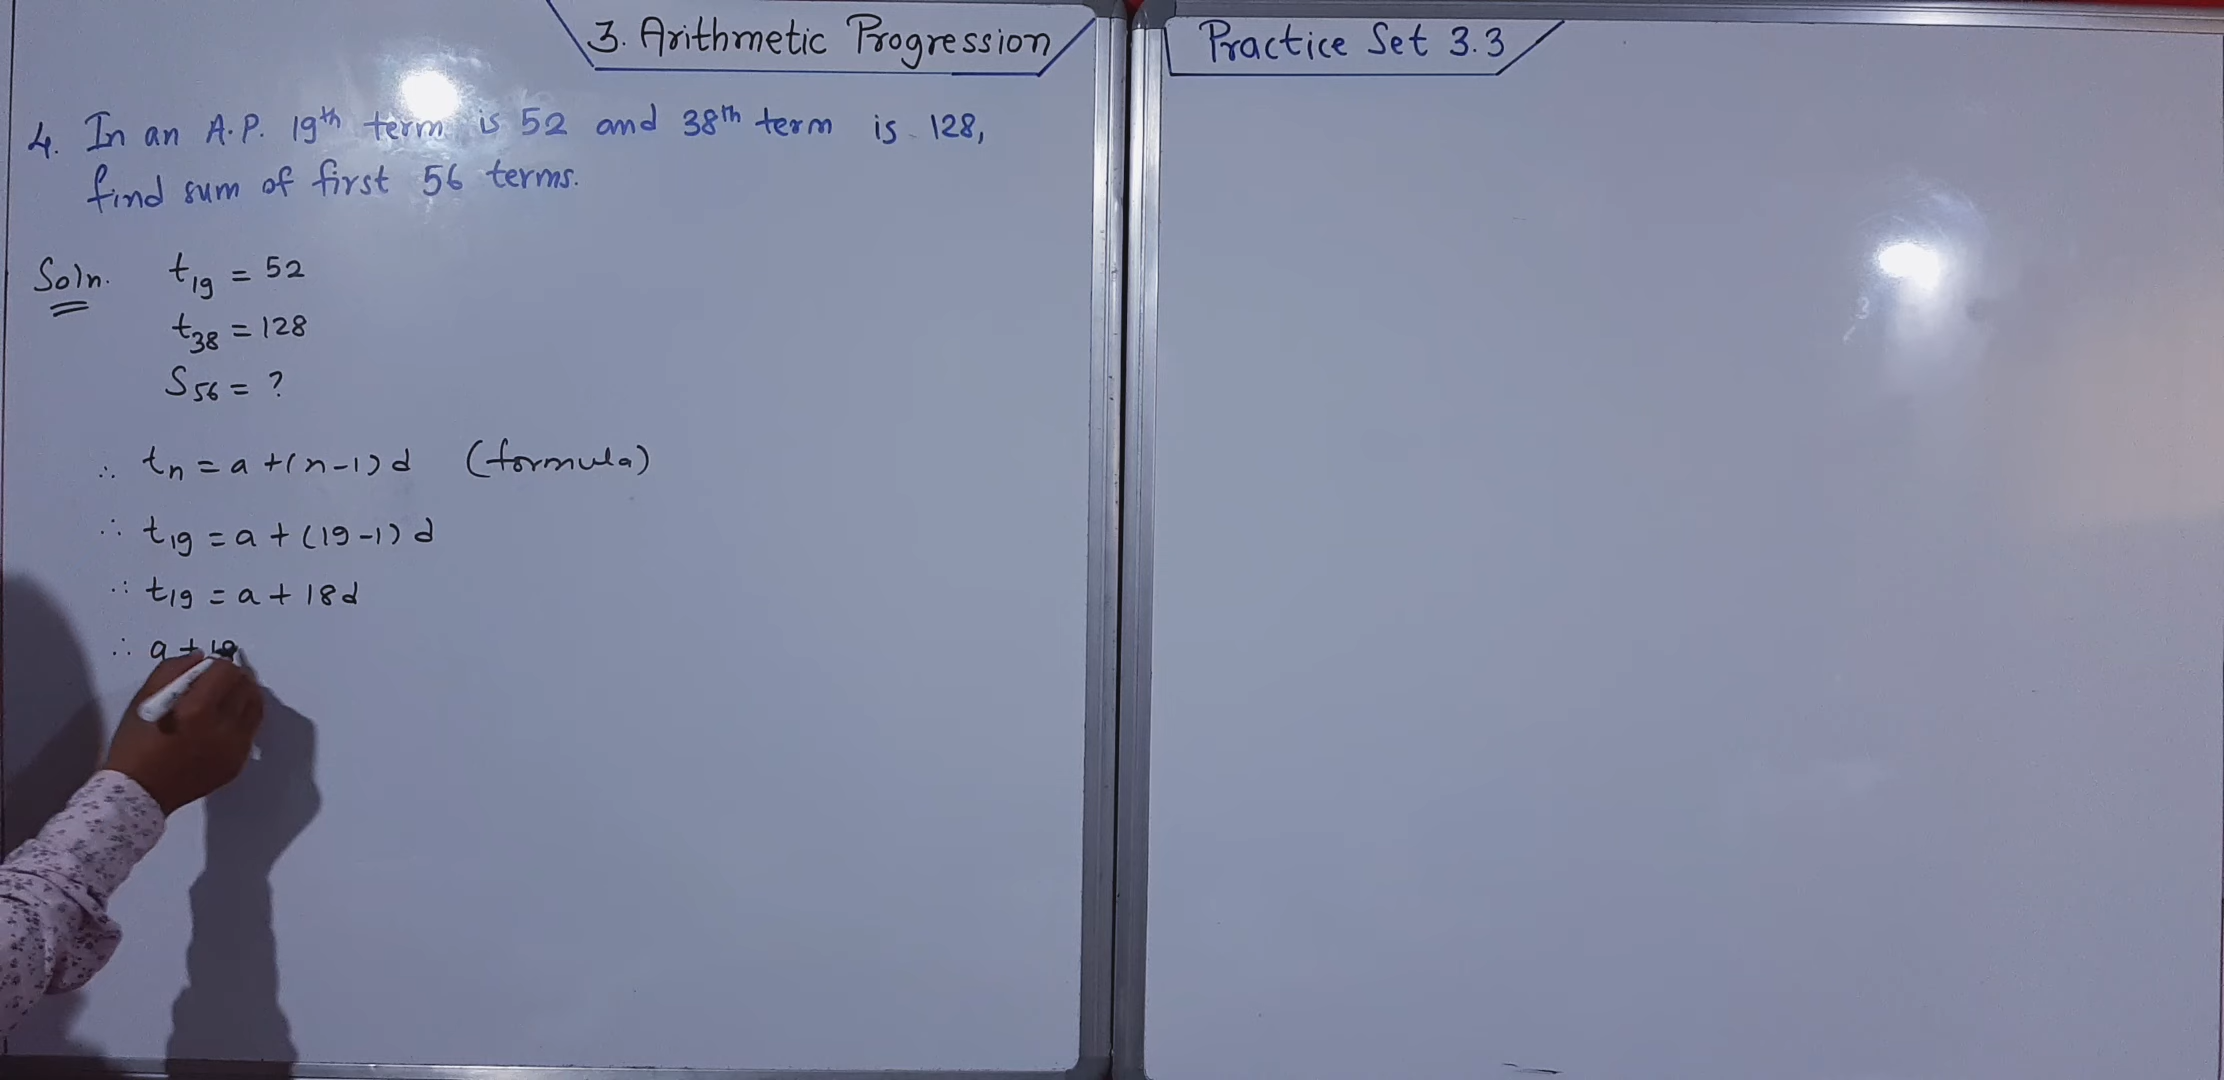 3. Arithmetic Progression
Practice Set 3.3
4. In an A.P. 19th term is 52 and 38th term is 128,
find sum of first 56 terms.
Soln. t19 = 52
t38 = 128
S56 = ?
∴ tn = a + (n-1) d (formula)
∴ t19 = a + (19-1) d
∴ t19 = a + 18d
∴ a + 18